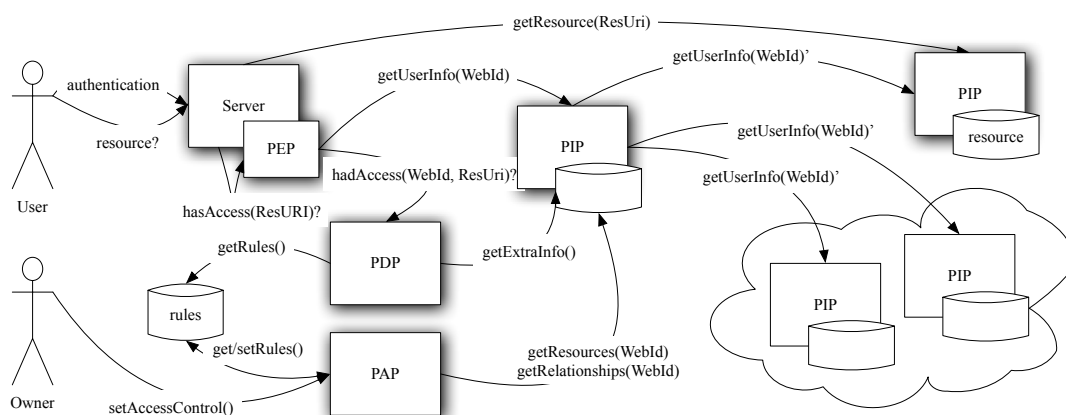 getResource(ResUri)
authentication
getUserInfo(WebId)
getUserInfo(WebId)’
Server
PIP
resource?
PEP
PIP
getUserInfo(WebId)’
resource
hadAccess(WebId, ResUri)?
getUserInfo(WebId)’
User
hasAccess(ResURI)?
getRules()
PDP
getExtraInfo()
PIP
PIP
rules
get/setRules()
getResources(WebId)
getRelationships(WebId)
PAP
Owner
setAccessControl()